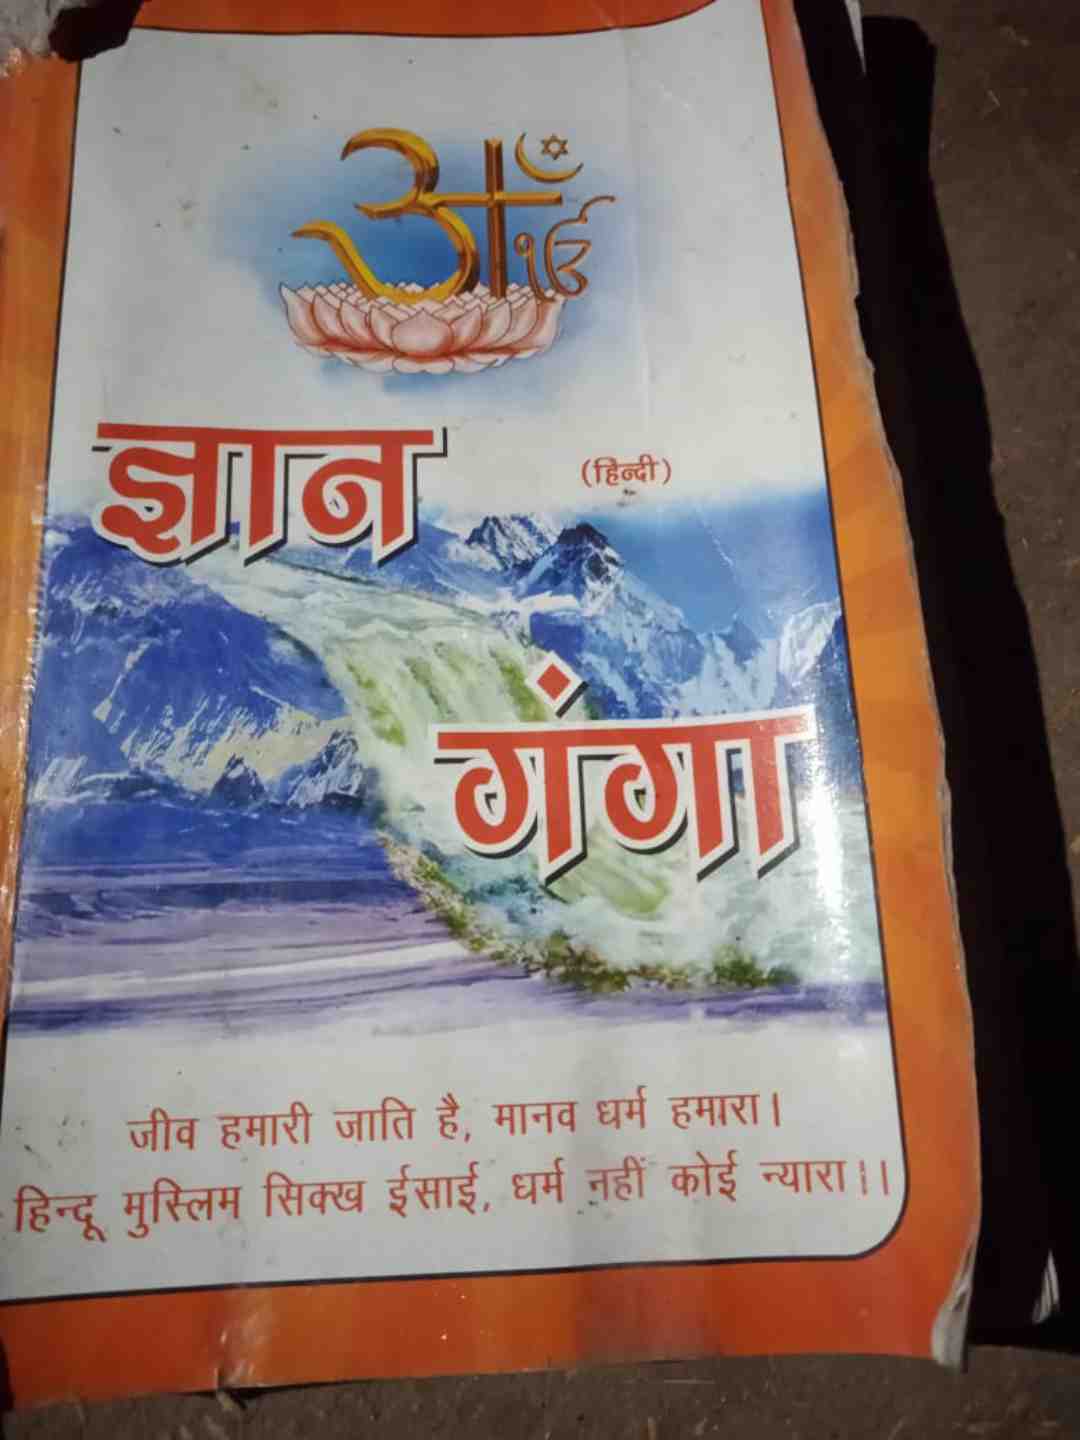 ज्ञान
(हिन्दी)
गंगा
जीव हमारी जाति है, मानव धर्म हमारा।
हिन्दू मुस्लिम सिक्ख ईसाई, धर्म नहीं कोई न्यारा।।